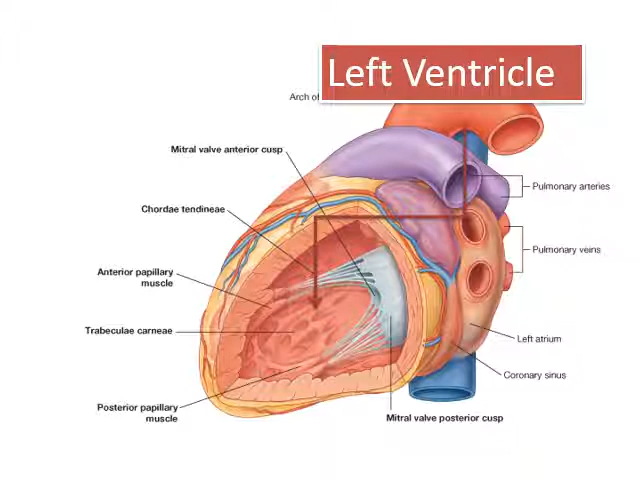 Left Ventricle
Arch of
Mitral valve anterior cusp
Pulmonary arteries
Chordae tendineae
Pulmonary veins
Anterior papillary
muscle
Trabeculae carneae
Left atrium
Coronary sinus
Posterior papillary
muscle
Mitral valve posterior cusp